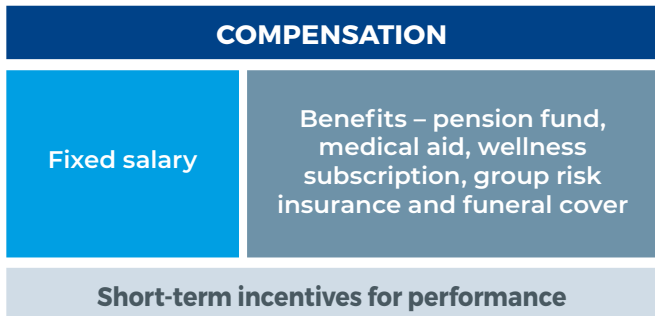 COMPENSATION
Fixed salary
Benefits – pension fund,
medical aid, wellness
subscription, group risk
insurance and funeral cover
Short-term incentives for performance